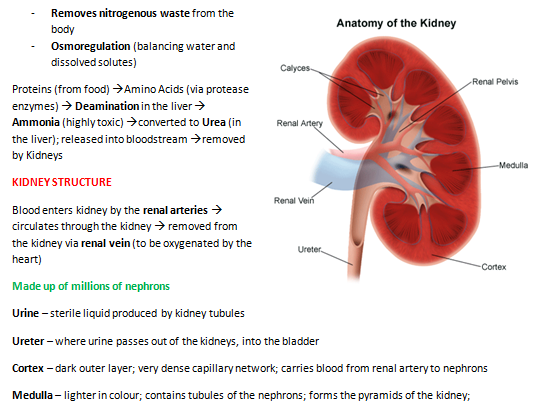 - Removes nitrogenous waste from the
body
- Osmoregulation (balancing water and
dissolved solutes)
Proteins (from food) → Amino Acids (via protease
enzymes) → Deamination in the liver →
Ammonia (highly toxic) → converted to Urea (in
the liver); released into bloodstream → removed
by Kidneys
KIDNEY STRUCTURE
Blood enters kidney by the renal arteries →
circulates through the kidney → removed from
the kidney via renal vein (to be oxygenated by the
heart)
Made up of millions of nephrons
Anatomy of the Kidney
Calyces
Renal Pelvis
Renal Artery
Medulla
Renal Vein
Ureter
Cortex
Urine – sterile liquid produced by kidney tubules
Ureter – where urine passes out of the kidneys, into the bladder
Cortex – dark outer layer; very dense capillary network; carries blood from renal artery to nephrons
Medulla – lighter in colour; contains tubules of the nephrons; forms the pyramids of the kidney;